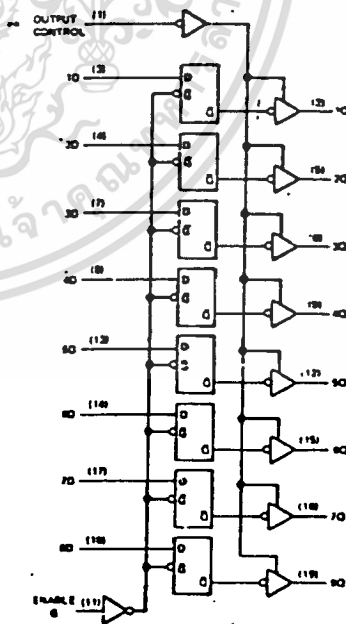 OUTPUT (1)
CONTROL
1D (3)
D
G
Q
(2) 1Q
2D (4)
D
G
Q
(5) 2Q
3D (7)
D
G
Q
(6) 3Q
4D (8)
D
G
Q
(9) 4Q
5D (13)
D
G
Q
(12) 5Q
6D (14)
D
G
Q
(15) 6Q
7D (17)
D
G
Q
(16) 7Q
8D (18)
D
G
Q
(19) 8Q
ENABLE (11)
G